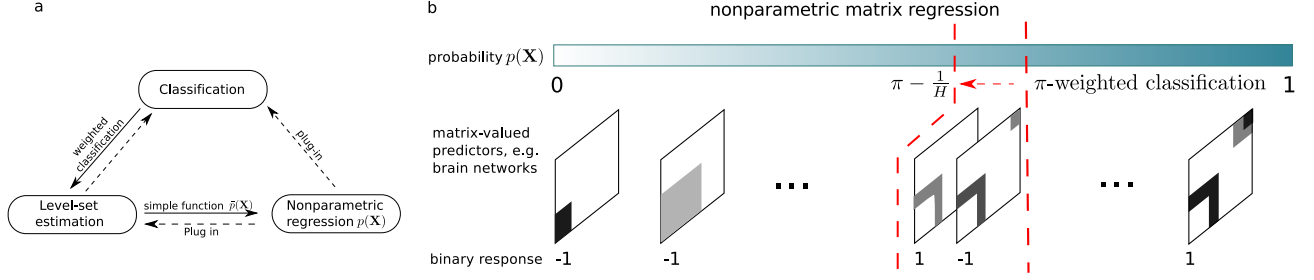 a
Classification
weighted
classification
plug-in
Level-set
estimation
simple function p̄(X)
Plug in
Nonparametric
regression p(X)
b
nonparametric matrix regression
probability p(X)
0
π − 1/H
π-weighted classification
1
matrix-valued
predictors, e.g.
brain networks
...
...
binary response
-1
-1
1
-1
1